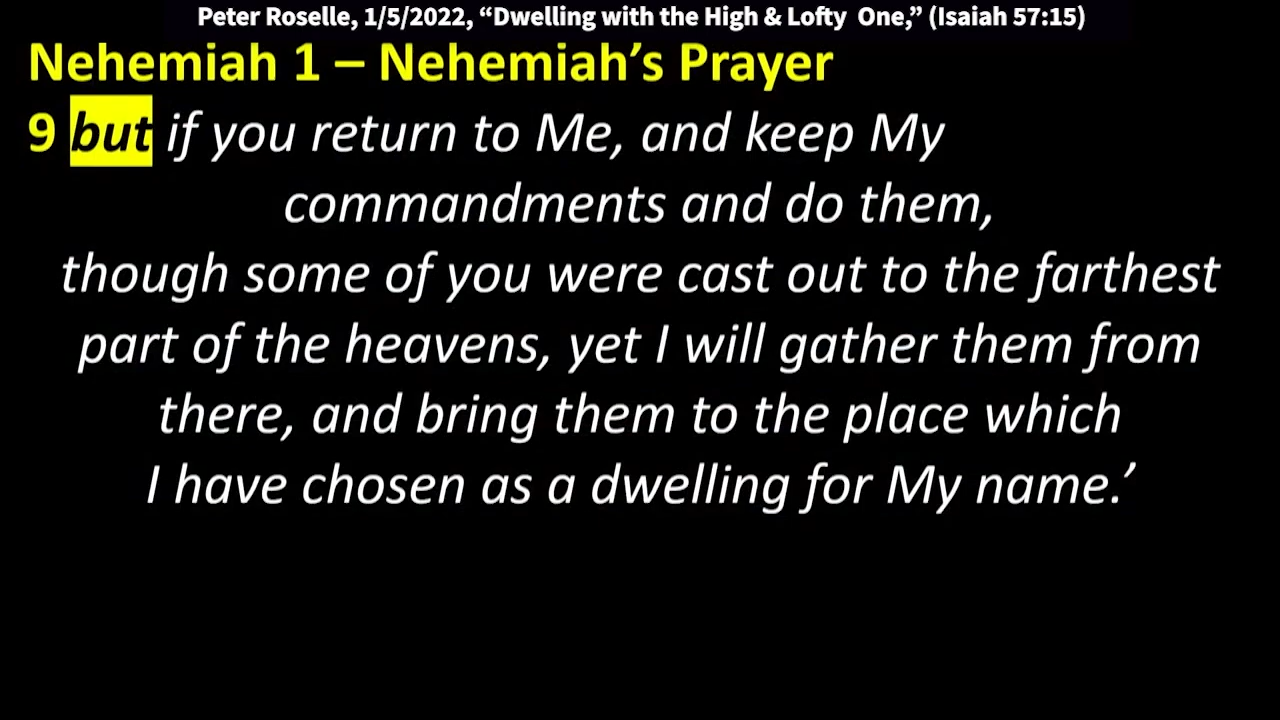 Peter Roselle, 1/5/2022, “Dwelling with the High & Lofty One,” (Isaiah 57:15)
Nehemiah 1 – Nehemiah’s Prayer
9 but if you return to Me, and keep My
commandments and do them,
though some of you were cast out to the farthest
part of the heavens, yet I will gather them from
there, and bring them to the place which
I have chosen as a dwelling for My name.’